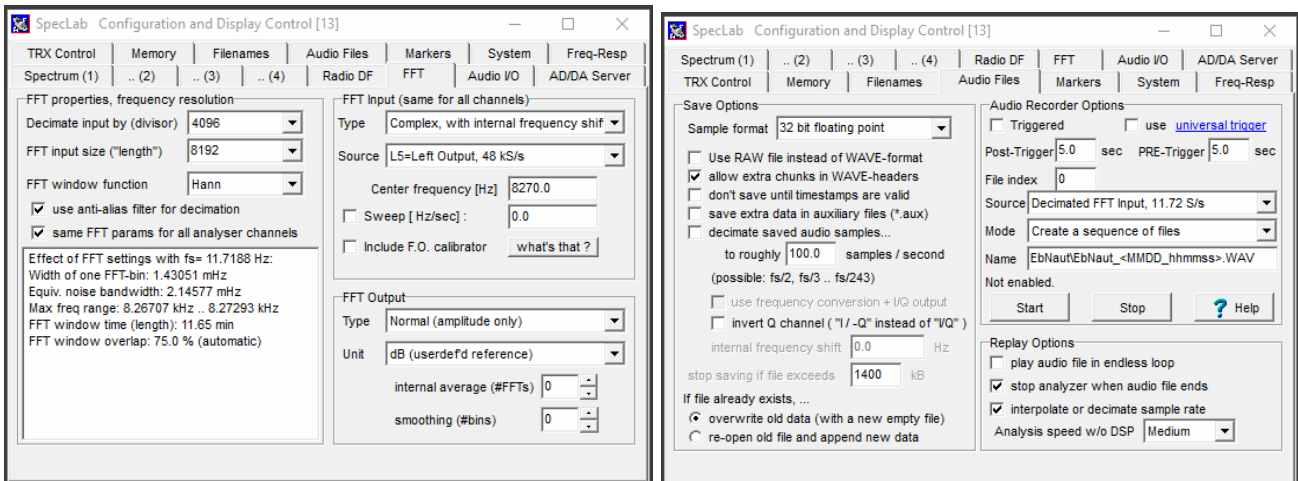 SpecLab   Configuration and Display Control [13]
TRX Control Memory Filenames Audio Files Markers System Freq-Resp
Spectrum (1) .. (2) .. (3) .. (4) Radio DF FFT Audio I/O AD/DA Server
FFT properties, frequency resolution
Decimate input by (divisor) 4096
FFT input size ("length") 8192
FFT window function Hann
use anti-alias filter for decimation
same FFT params for all analyser channels
Effect of FFT settings with fs= 11.7188 Hz:
Width of one FFT-bin: 1.43051 mHz
Equiv. noise bandwidth: 2.14577 mHz
Max freq range: 8.26707 kHz .. 8.27293 kHz
FFT window time (length): 11.65 min
FFT window overlap: 75.0 % (automatic)
FFT Input (same for all channels)
Type Complex, with internal frequency shif
Source L5=Left Output, 48 kS/s
Center frequency [Hz] 8270.0
Sweep [ Hz/sec] : 0.0
Include F.O. calibrator what's that ?
FFT Output
Type Normal (amplitude only)
Unit dB (userdef'd reference)
internal average (#FFTs) 0
smoothing (#bins) 0
SpecLab   Configuration and Display Control [13]
Spectrum (1) .. (2) .. (3) .. (4) Radio DF FFT Audio I/O AD/DA Server
TRX Control Memory Filenames Audio Files Markers System Freq-Resp
Save Options
Sample format 32 bit floating point
Use RAW file instead of WAVE-format
allow extra chunks in WAVE-headers
don't save until timestamps are valid
save extra data in auxiliary files (*.aux)
decimate saved audio samples...
to roughly 100.0 samples / second
(possible: fs/2, fs/3 .. fs/243)
use frequency conversion + I/Q output
invert Q channel ( "I / -Q" instead of "I/Q" )
internal frequency shift 0.0 Hz
stop saving if file exceeds 1400 kB
If file already exists, ...
overwrite old data (with a new empty file)
re-open old file and append new data
Audio Recorder Options
Triggered use universal trigger
Post-Trigger 5.0 sec PRE-Trigger 5.0 sec
File index 0
Source Decimated FFT Input, 11.72 S/s
Mode Create a sequence of files
Name EbNaut\EbNaut_<MMDD_hhmmss>.WAV
Not enabled.
Start Stop ? Help
Replay Options
play audio file in endless loop
stop analyzer when audio file ends
interpolate or decimate sample rate
Analysis speed w/o DSP Medium